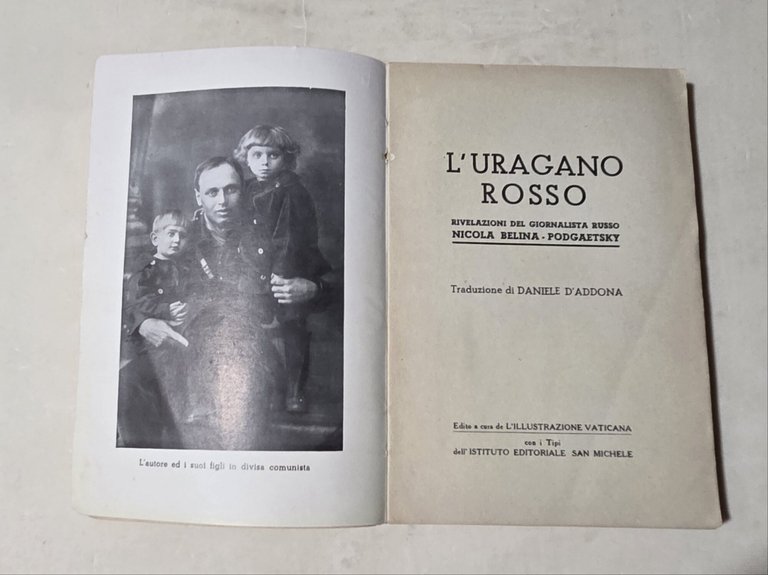 L'autore ed i suoi figli in divisa comunista
L'URAGANO
ROSSO
RIVELAZIONI DEL GIORNALISTA RUSSO
NICOLA BELINA - PODGAETSKY
Traduzione di DANIELE D'ADDONA
Edito a cura de L'ILLUSTRAZIONE VATICANA
con i Tipi
dell' ISTITUTO EDITORIALE SAN MICHELE